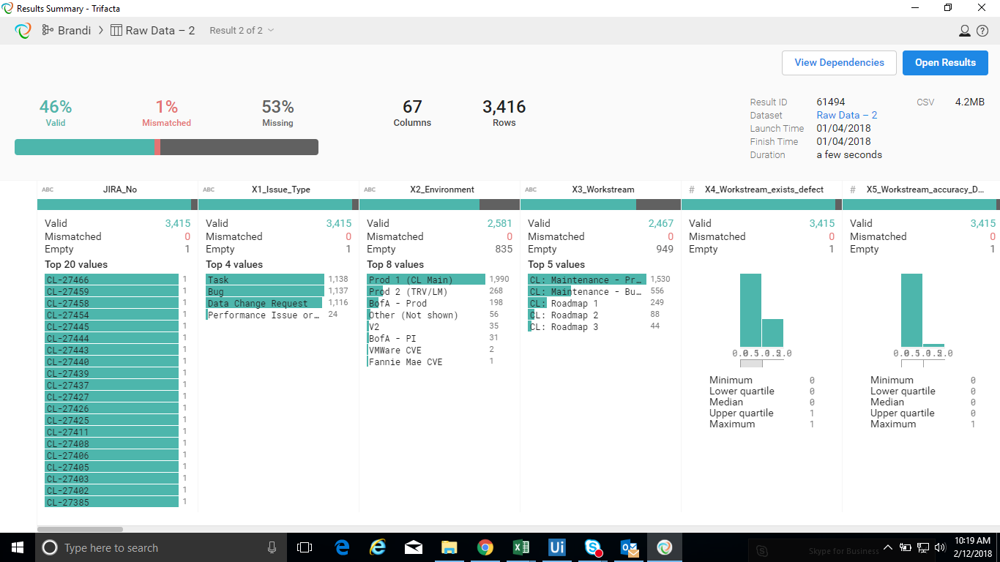 Results Summary - Trifacta
Brandi > Raw Data – 2 Result 2 of 2
View Dependencies Open Results
46% 1% 53% 67 3,416
Valid Mismatched Missing Columns Rows
Result ID 61494 CSV 4.2MB
Dataset Raw Data – 2
Launch Time 01/04/2018
Finish Time 01/04/2018
Duration a few seconds
ABC JIRA_No
Valid 3,415
Mismatched 0
Empty 1
Top 20 values
CL-27466 1
CL-27459 1
CL-27458 1
CL-27454 1
CL-27445 1
CL-27444 1
CL-27443 1
CL-27440 1
CL-27439 1
CL-27437 1
CL-27427 1
CL-27426 1
CL-27425 1
CL-27411 1
CL-27408 1
CL-27406 1
CL-27405 1
CL-27403 1
CL-27402 1
CL-27385 1
ABC X1_Issue_Type
Valid 3,415
Mismatched 0
Empty 1
Top 4 values
Task 1,138
Bug 1,137
Data Change Request 1,116
Performance Issue or… 24
ABC X2_Environment
Valid 2,581
Mismatched 0
Empty 835
Top 8 values
Prod 1 (CL Main) 1,990
Prod 2 (TRV/LM) 268
BofA - Prod 198
Other (Not shown) 56
V2 35
BofA - PI 31
VMWare CVE 2
Fannie Mae CVE 1
ABC X3_Workstream
Valid 2,467
Mismatched 0
Empty 949
Top 5 values
CL: Maintenance - Pr… 1,530
CL: Maintenance - Bu… 556
CL: Roadmap 1 249
CL: Roadmap 2 88
CL: Roadmap 3 44
# X4_Workstream_exists_defect
Valid 3,415
Mismatched 0
Empty 1
Minimum 0
Lower quartile 0
Median 0
Upper quartile 1
Maximum 1
# X5_Workstream_accuracy_D…
Valid 3,415
Mismatched 0
Empty 1
Minimum 0
Lower quartile 0
Median 0
Upper quartile 0
Maximum 1
Type here to search
Skype for Business
10:19 AM
2/12/2018